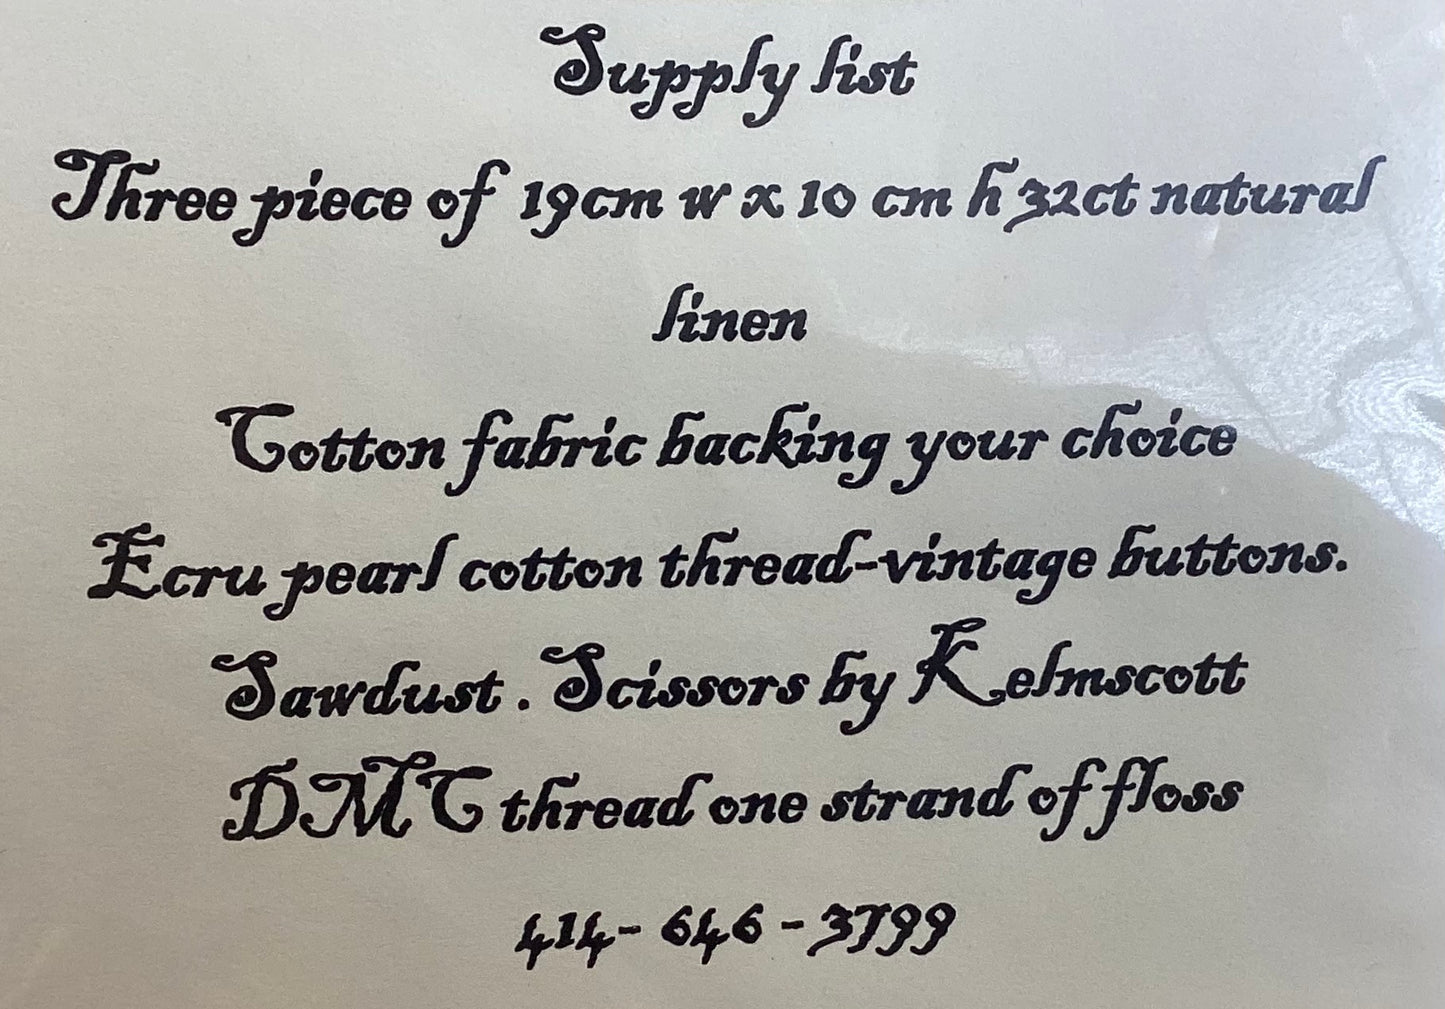 Supply list
Three piece of 19cm w x 10 cm h 32ct natural
linen
Cotton fabric backing your choice
Ecru pearl cotton thread-vintage buttons.
Sawdust . Scissors by Kelmscott
DMC thread one strand of floss
414- 646 - 3799